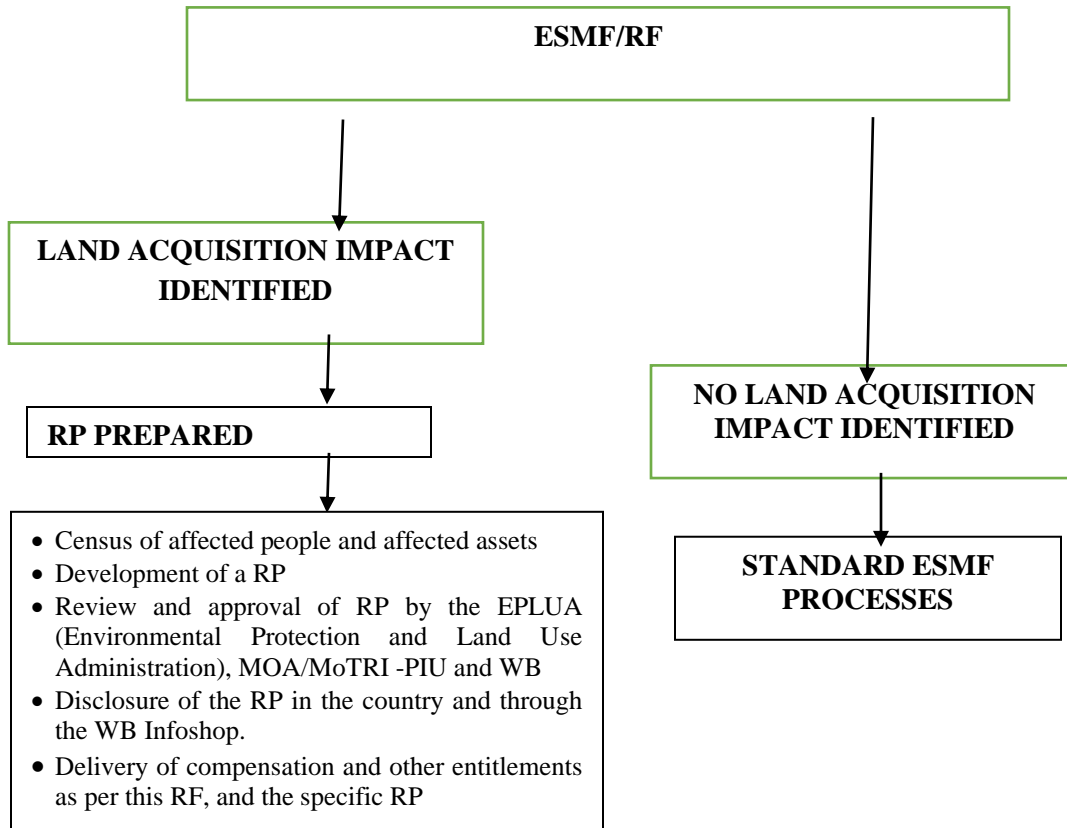 ESMF/RF
LAND ACQUISITION IMPACT
IDENTIFIED
RP PREPARED
• Census of affected people and affected assets
• Development of a RP
• Review and approval of RP by the EPLUA
(Environmental Protection and Land Use
Administration), MOA/MoTRI -PIU and WB
• Disclosure of the RP in the country and through
the WB Infoshop.
• Delivery of compensation and other entitlements
as per this RF, and the specific RP
NO LAND ACQUISITION
IMPACT IDENTIFIED
STANDARD ESMF
PROCESSES